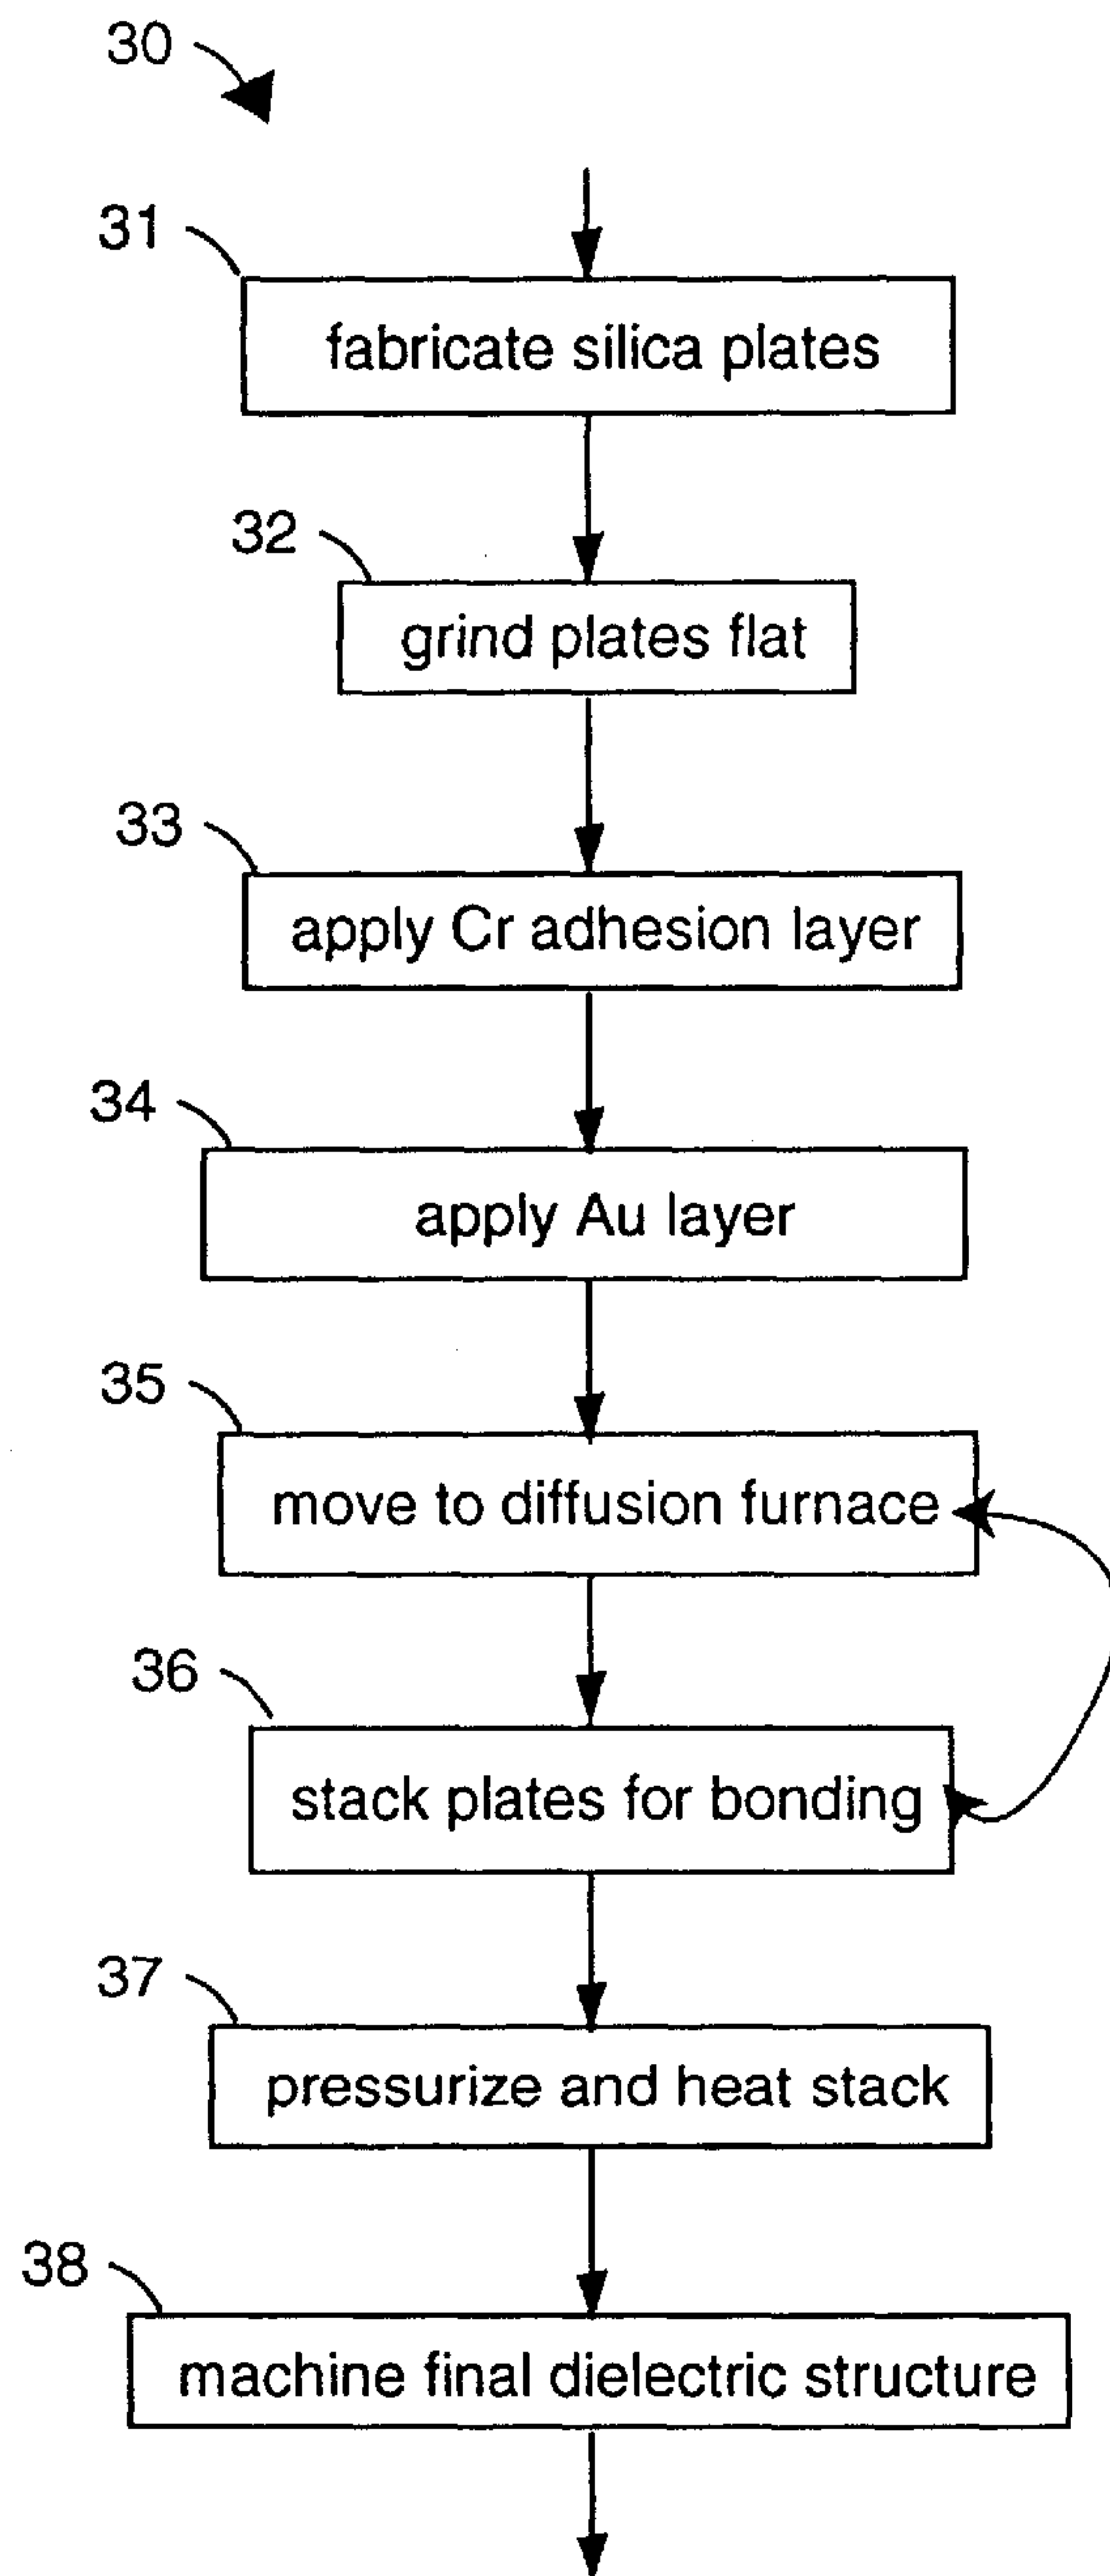 30
31
fabricate silica plates
32
grind plates flat
33
apply Cr adhesion layer
34
apply Au layer
35
move to diffusion furnace
36
stack plates for bonding
37
pressurize and heat stack
38
machine final dielectric structure